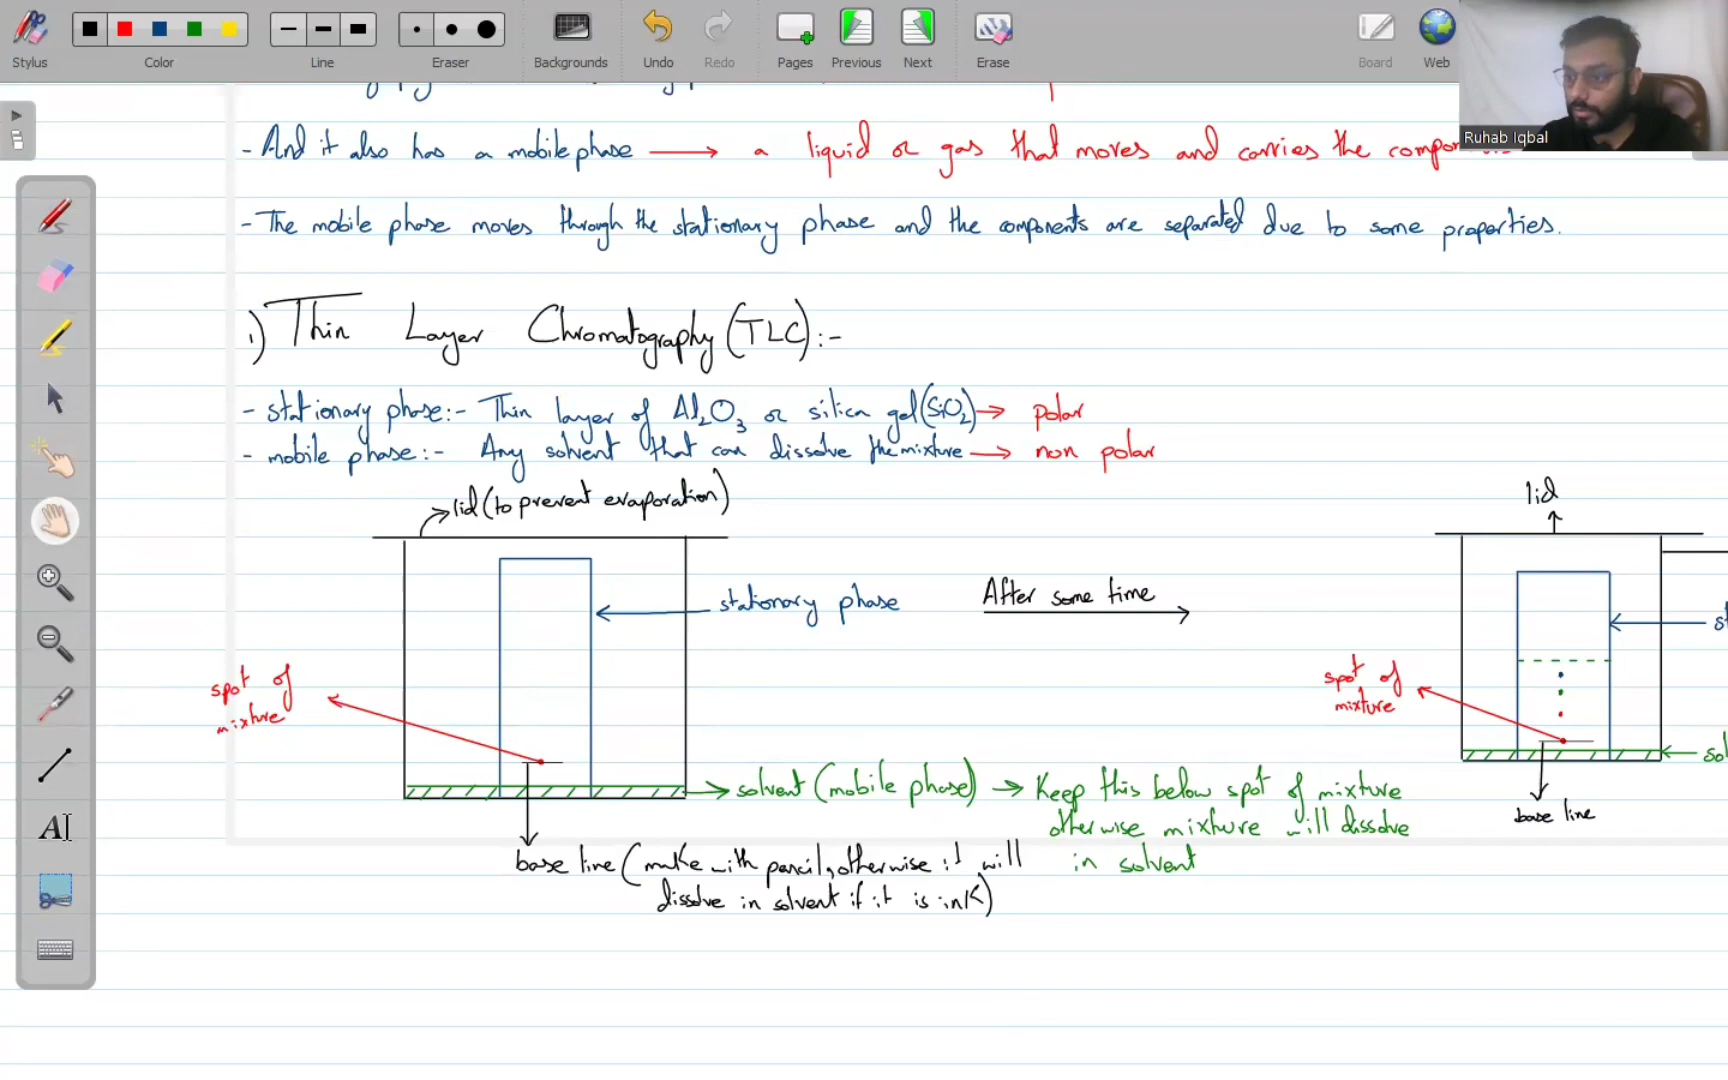 Stylus Color Line Eraser Backgrounds Undo Redo Pages Previous Next Erase Board Web
Ruhab Iqbal
- And it also has a mobile phase → a liquid or gas that moves and carries the
- The mobile phase moves through the stationary phase and the components are separated due to some properties.
1) Thin Layer Chromatography (TLC):-
- stationary phase:- Thin layer of Al2O3 or silica gel (SiO2) → polar
- mobile phase:- Any solvent that can dissolve the mixture → non polar
lid (to prevent evaporation)
stationary phase
After some time
lid
spot of
mixture
spot of
mixture
solvent (mobile phase) → Keep this below spot of mixture
otherwise mixture will dissolve
in solvent
base line
base line (make with pencil, otherwise it will
dissolve in solvent if it is ink)
AI